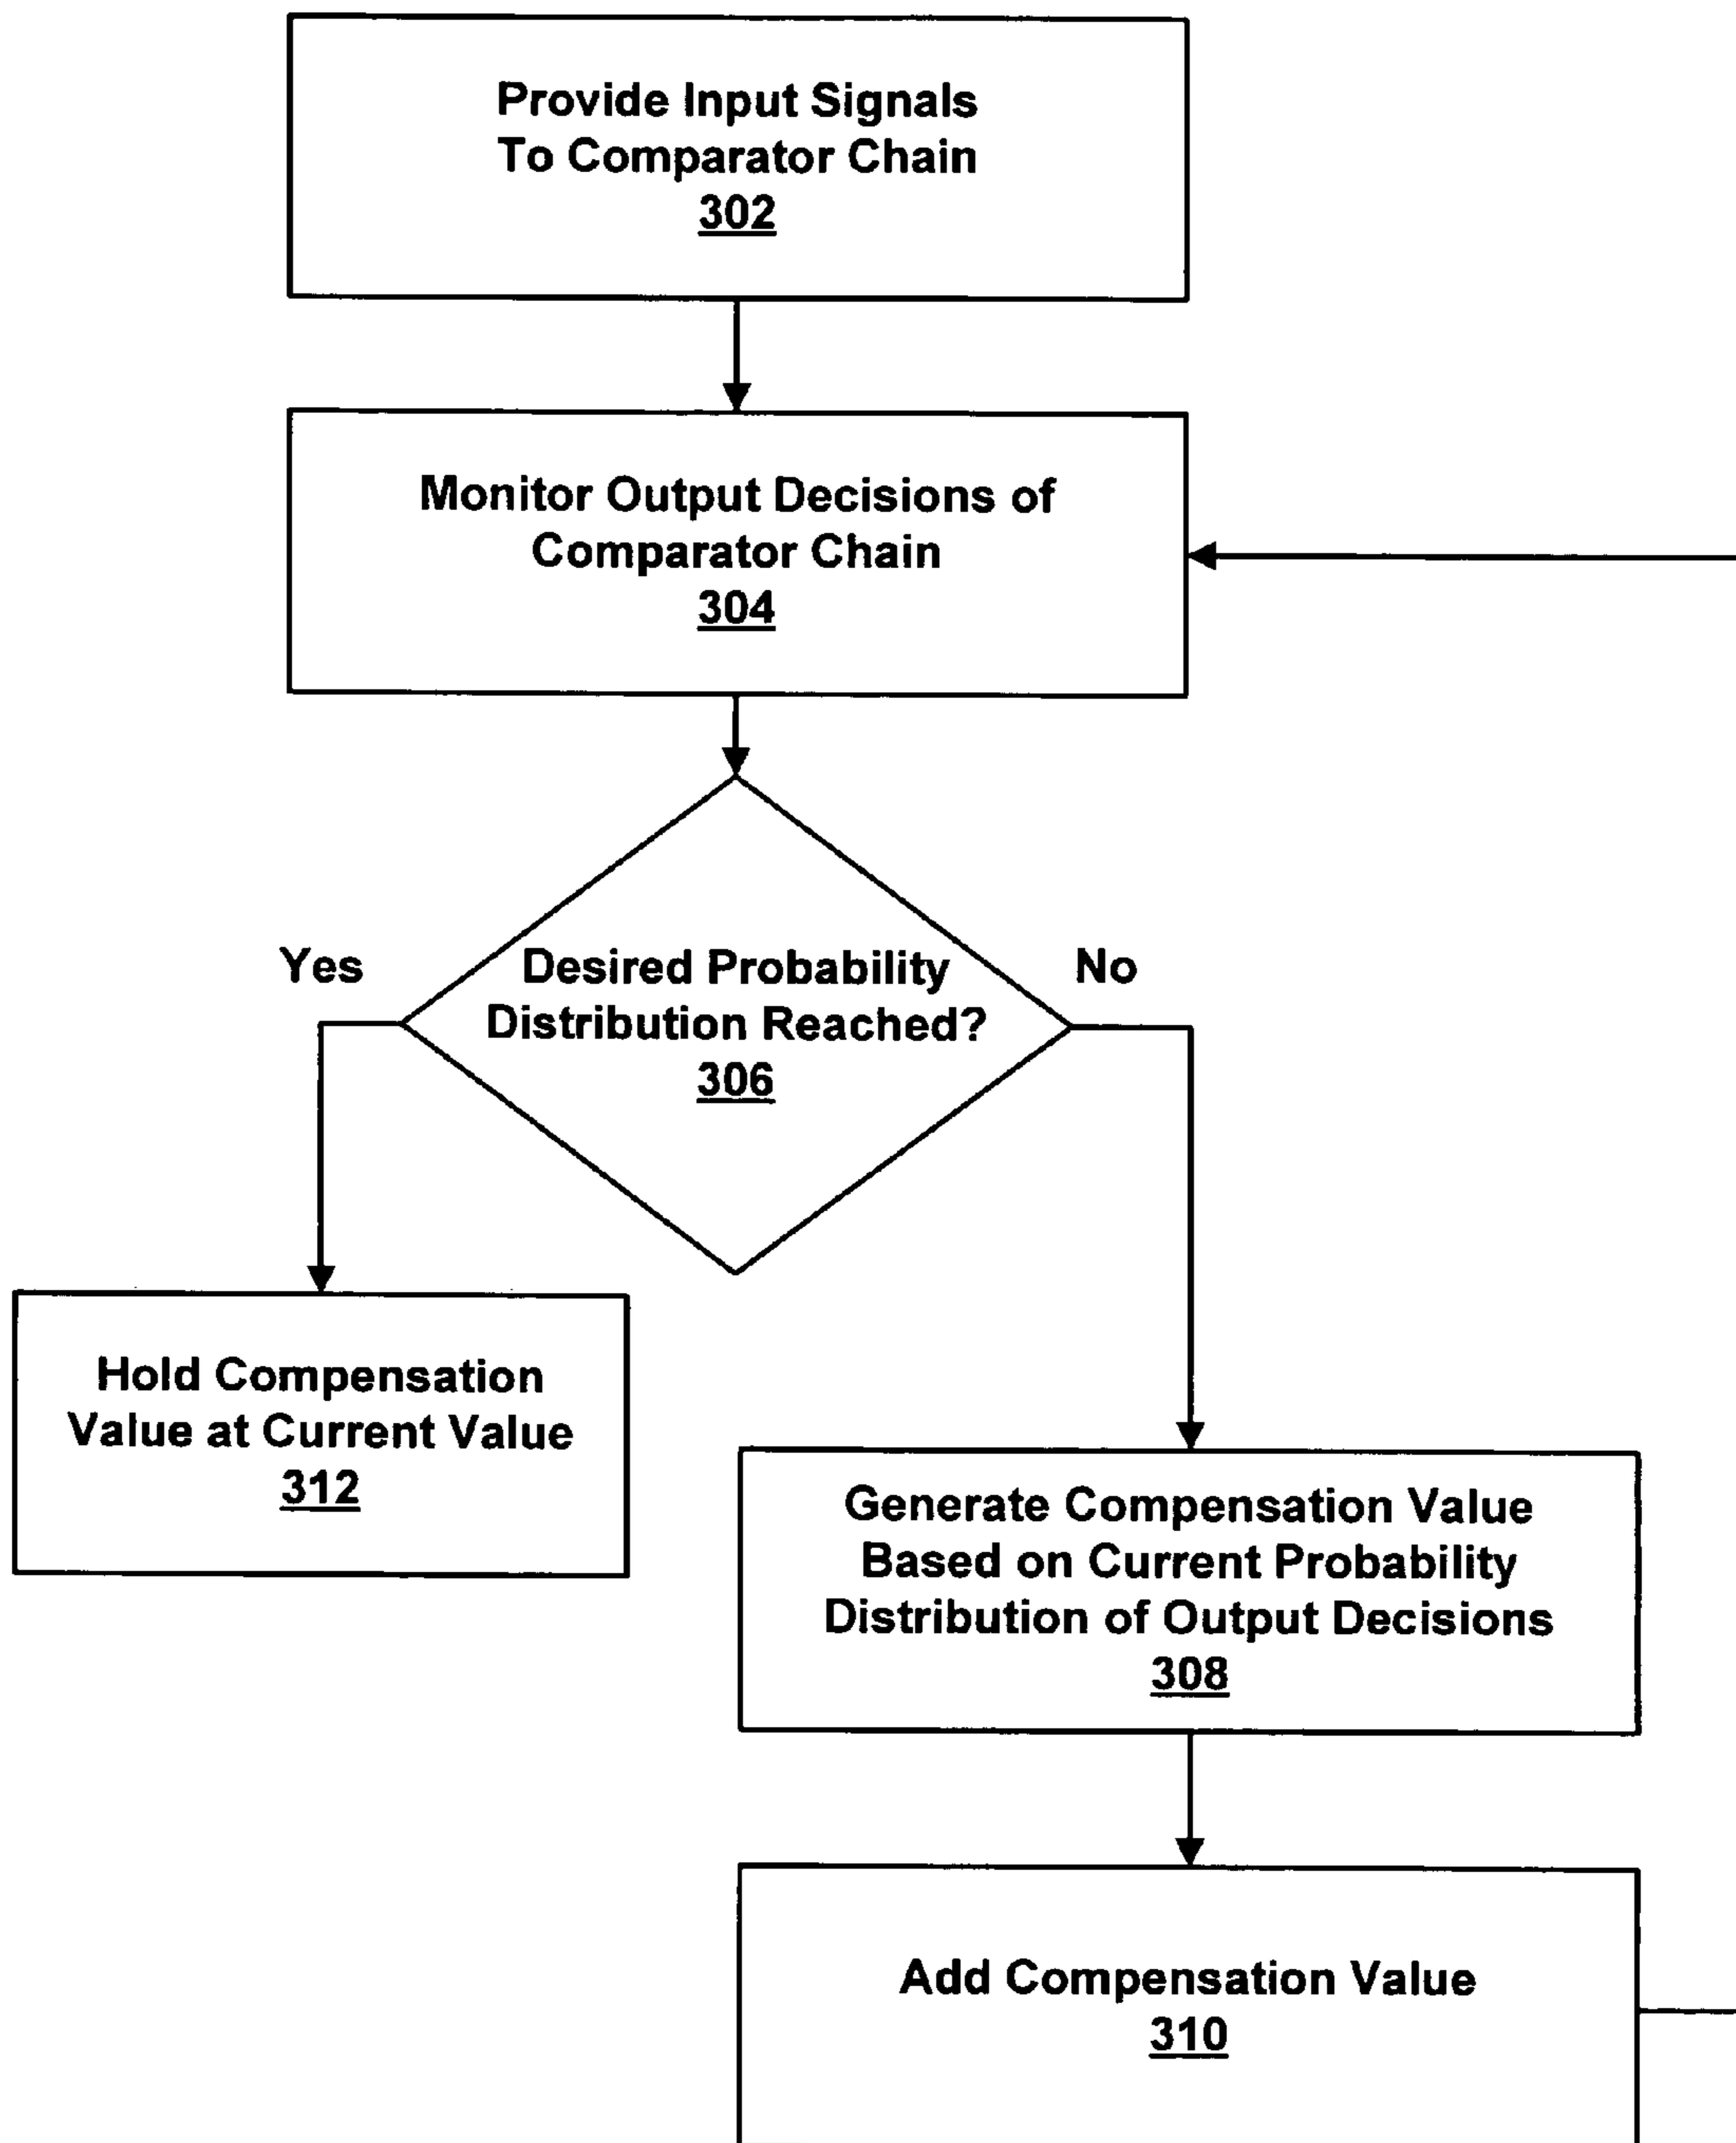 Provide Input Signals
To Comparator Chain
302
Monitor Output Decisions of
Comparator Chain
304
Yes
No
Desired Probability
Distribution Reached?
306
Hold Compensation
Value at Current Value
312
Generate Compensation Value
Based on Current Probability
Distribution of Output Decisions
308
Add Compensation Value
310